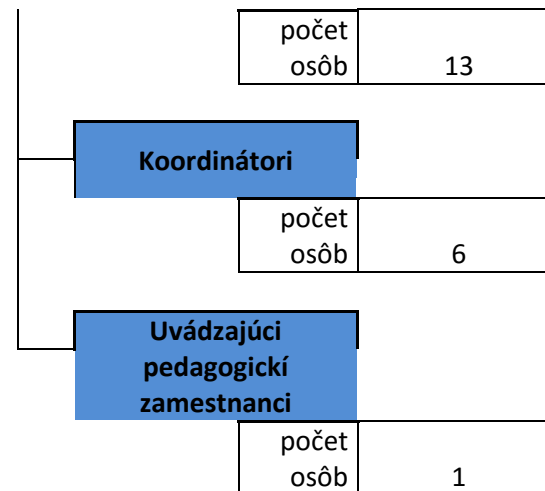 počet
osôb 13
Koordinátori
počet
osôb 6
Uvádzajúci
pedagogickí
zamestnanci
počet
osôb 1